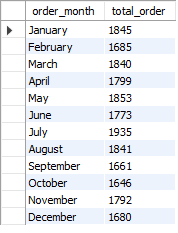 order_month total_order
January 1845
February 1685
March 1840
April 1799
May 1853
June 1773
July 1935
August 1841
September 1661
October 1646
November 1792
December 1680